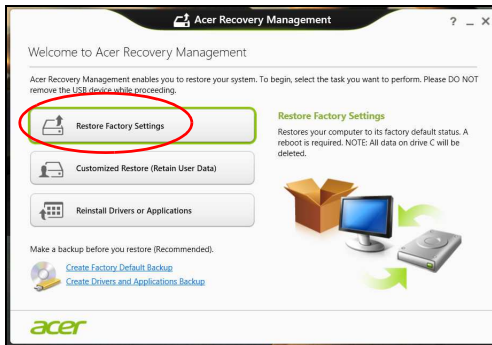 Acer Recovery Management
? _ X
Welcome to Acer Recovery Management
Acer Recovery Management enables you to restore your system. To begin, select the task you want to perform. Please DO NOT
remove the USB device while proceeding.
Restore Factory Settings
Customized Restore (Retain User Data)
Reinstall Drivers or Applications
Restore Factory Settings
Restores your computer to its factory default status. A
reboot is required. NOTE: All data on drive C will be
deleted.
Make a backup before you restore (Recommended).
Create Factory Default Backup
Create Drivers and Applications Backup
acer